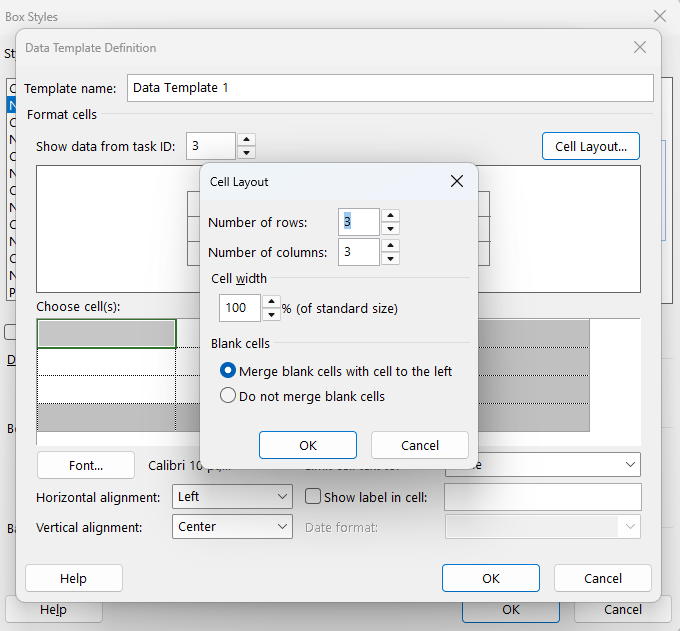 Box Styles
Data Template Definition
Template name: Data Template 1
Format cells
Show data from task ID: 3 Cell Layout...
Cell Layout
Number of rows: 3
Number of columns: 3
Cell width
100 % (of standard size)
Choose cell(s):
Blank cells
Merge blank cells with cell to the left
Do not merge blank cells
OK Cancel
Font... Calibri 10
Horizontal alignment: Left Show label in cell:
Vertical alignment: Center Date format:
Help OK Cancel
Help OK Cancel